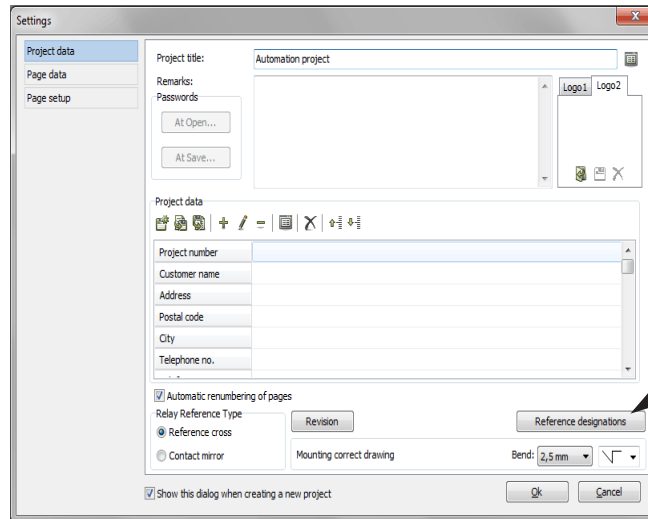 Settings
Project data
Page data
Page setup
Project title:
Automation project
Remarks:
Passwords
At Open...
At Save...
Logo1 Logo2
Project data
Project number
Customer name
Address
Postal code
City
Telephone no.
Automatic renumbering of pages
Relay Reference Type
Reference cross
Contact mirror
Revision
Reference designations
Mounting correct drawing
Bend: 2,5 mm
Show this dialog when creating a new project
Ok
Cancel